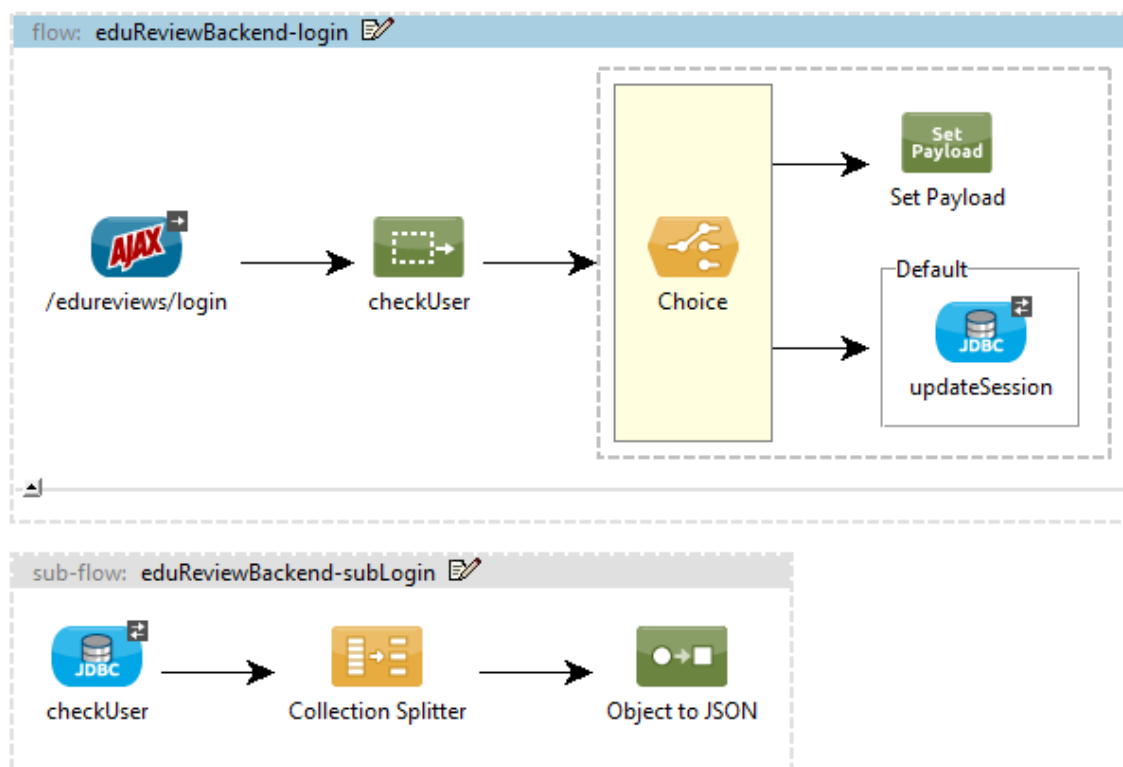 flow: eduReviewBackend-login
Set
Payload
Set Payload
AJAX
/edureviews/login
checkUser
Choice
Default
JDBC
updateSession
sub-flow: eduReviewBackend-subLogin
JDBC
checkUser
Collection Splitter
Object to JSON